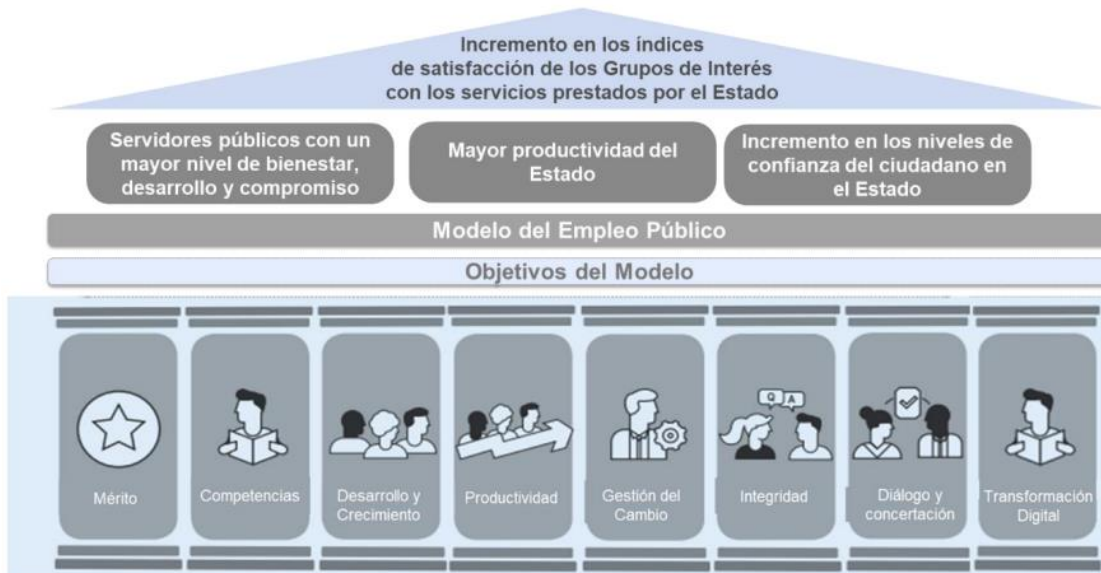 Incremento en los índices
de satisfacción de los Grupos de Interés
con los servicios prestados por el Estado
Servidores públicos con un
mayor nivel de bienestar,
desarrollo y compromiso
Mayor productividad del
Estado
Incremento en los niveles de
confianza del ciudadano en
el Estado
Modelo del Empleo Público
Objetivos del Modelo
Q A
Mérito
Competencias
Desarrollo y
Crecimiento
Productividad
Gestión del
Cambio
Integridad
Diálogo y
concertación
Transformación
Digital